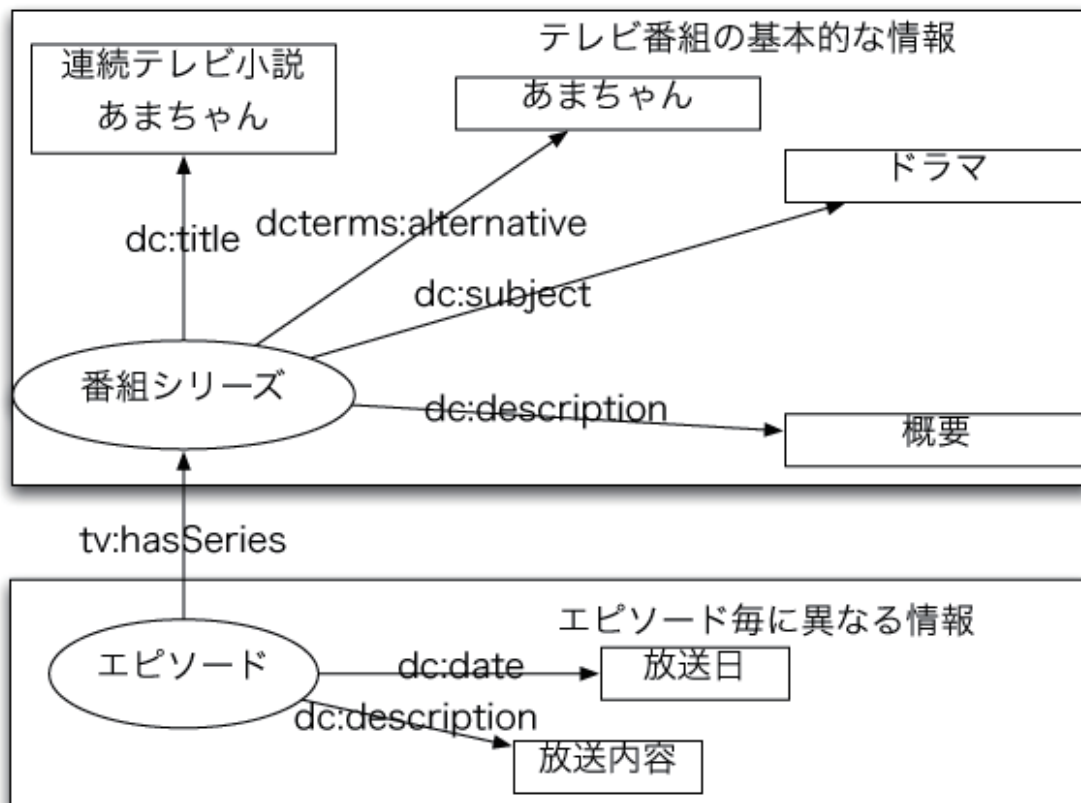 テレビ番組の基本的な情報
連続テレビ小説
あまちゃん
あまちゃん
ドラマ
dc:title
dcterms:alternative
dc:subject
番組シリーズ
dc:description
概要
tv:hasSeries
エピソード毎に異なる情報
エピソード
dc:date
放送日
dc:description
放送内容